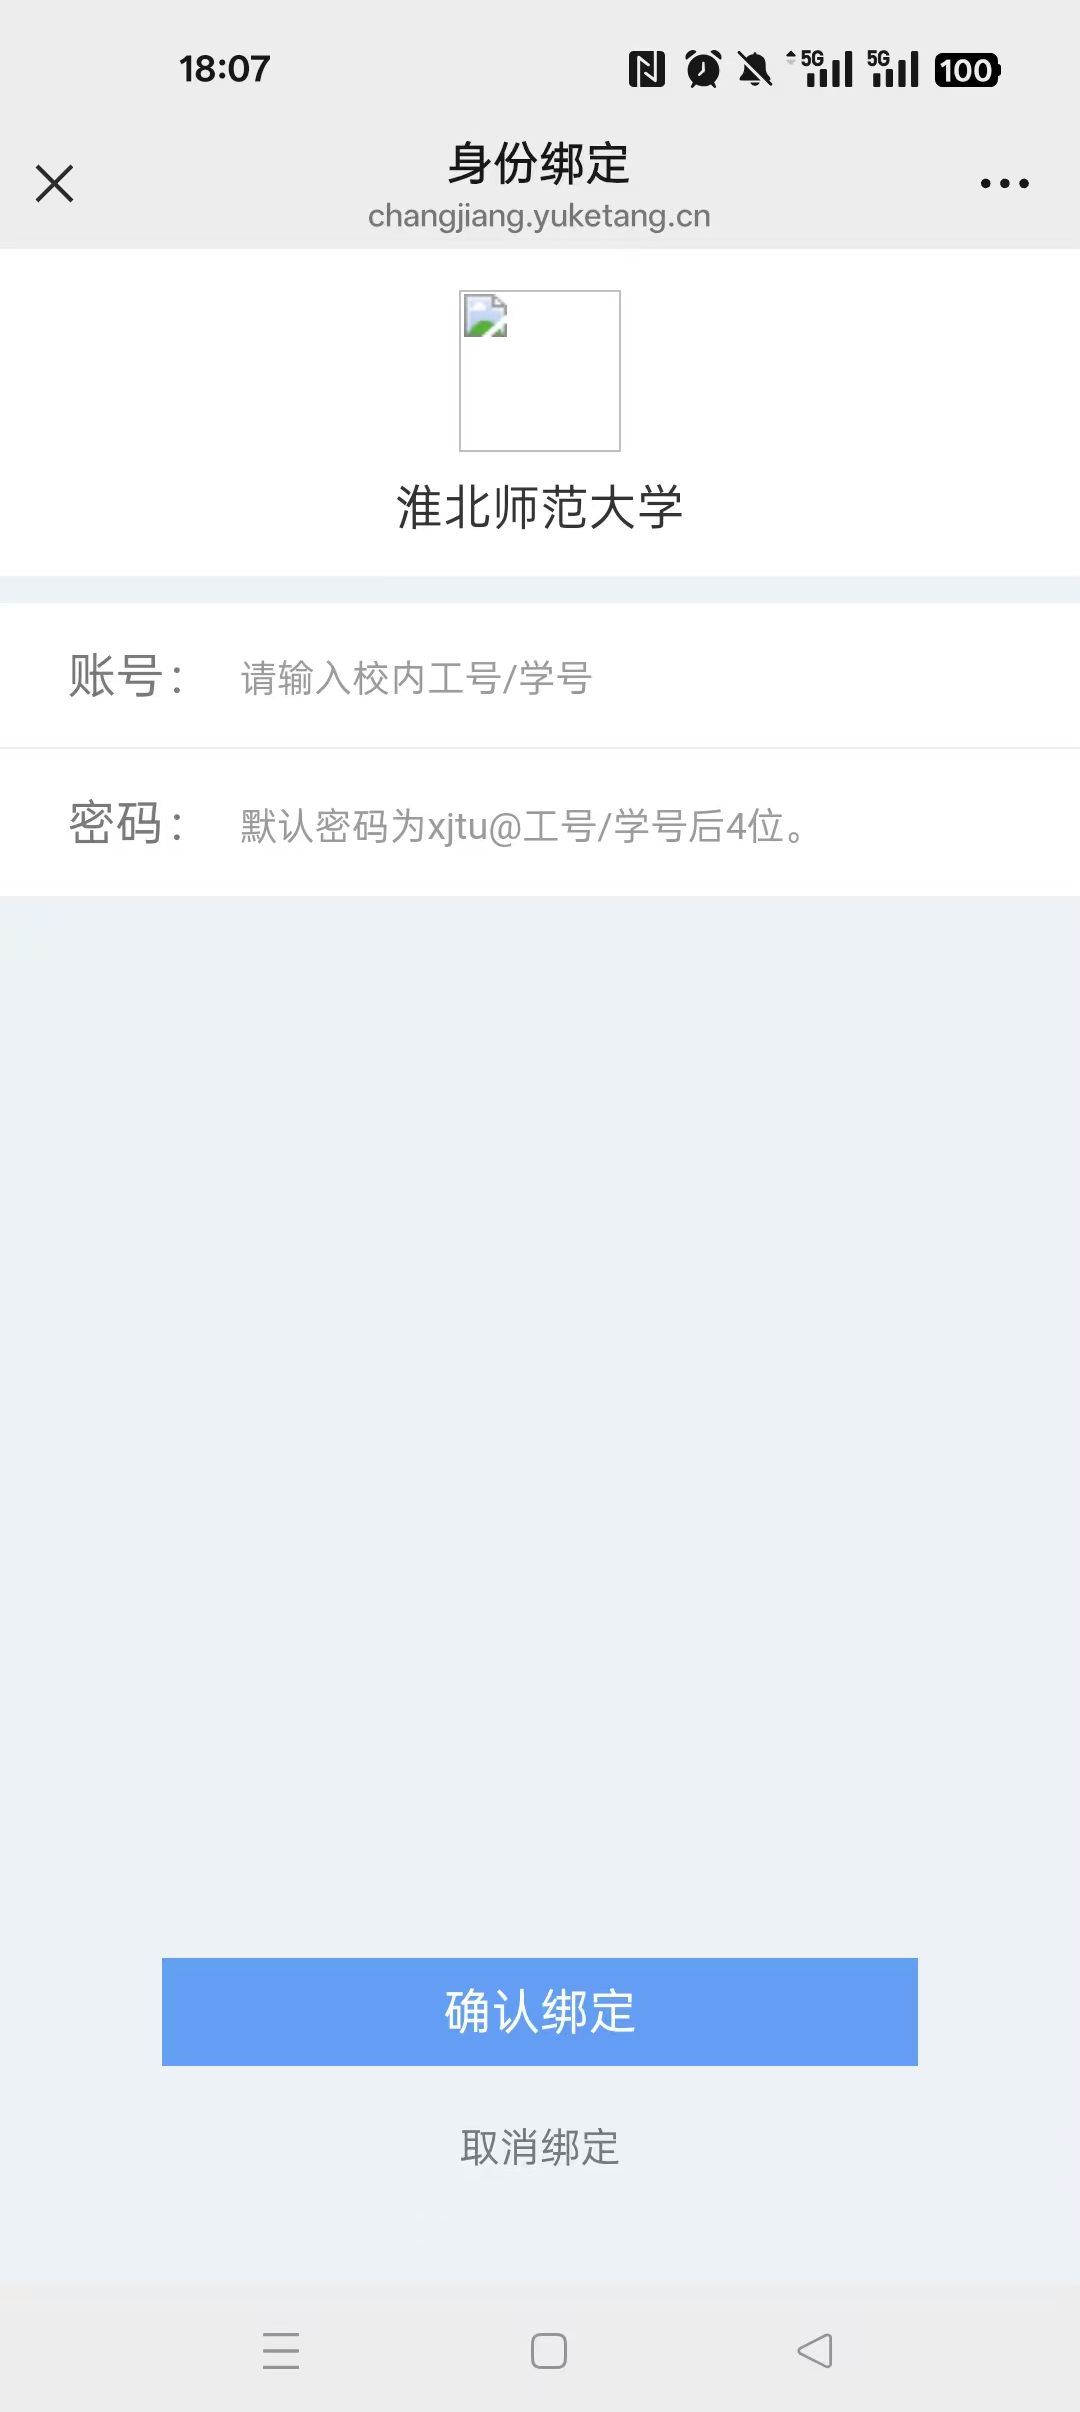 18:07
5G 5G 100
身份绑定
changjiang.yuketang.cn
淮北师范大学
账号： 请输入校内工号/学号
密码： 默认密码为xjtu@工号/学号后4位。
确认绑定
取消绑定